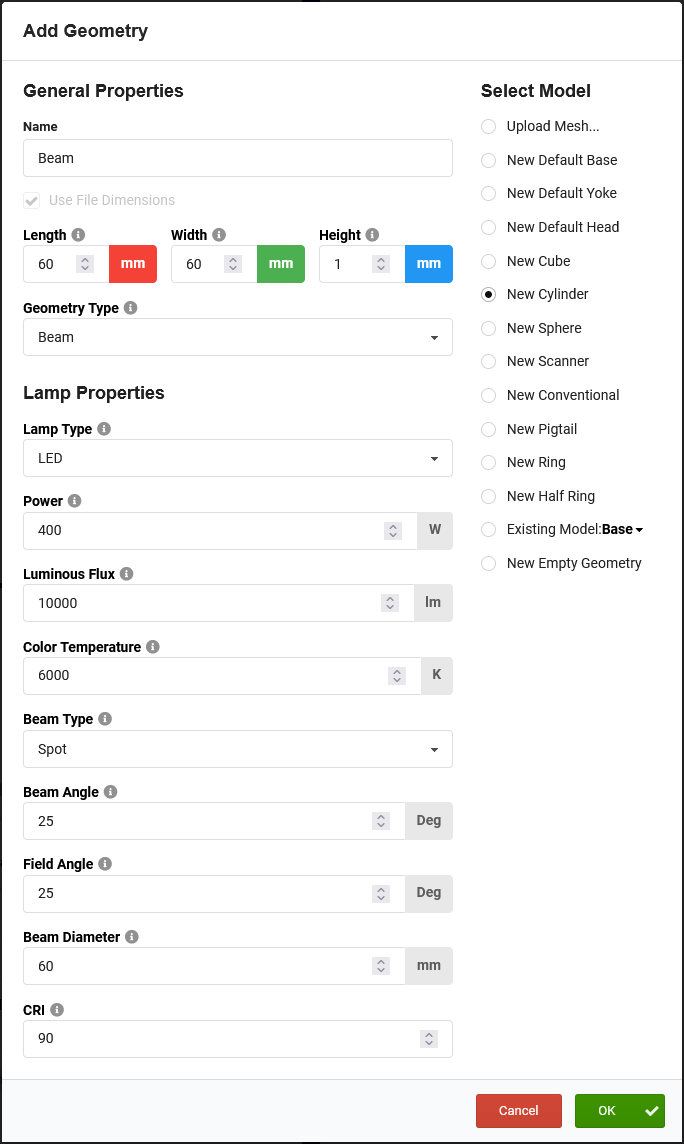 Add Geometry
General Properties
Name
Beam
Use File Dimensions
Length Width Height
60 mm 60 mm 1 mm
Geometry Type
Beam
Lamp Properties
Lamp Type
LED
Power
400 W
Luminous Flux
10000 lm
Color Temperature
6000 K
Beam Type
Spot
Beam Angle
25 Deg
Field Angle
25 Deg
Beam Diameter
60 mm
CRI
90
Select Model
Upload Mesh...
New Default Base
New Default Yoke
New Default Head
New Cube
New Cylinder
New Sphere
New Scanner
New Conventional
New Pigtail
New Ring
New Half Ring
Existing Model:Base
New Empty Geometry
Cancel OK